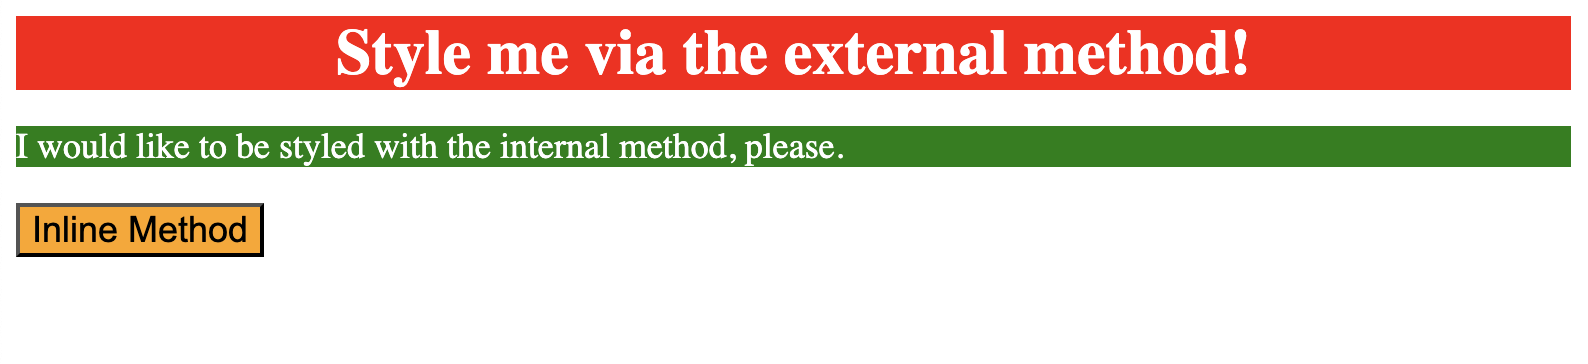 Style me via the external method!
I would like to be styled with the internal method, please.
Inline Method